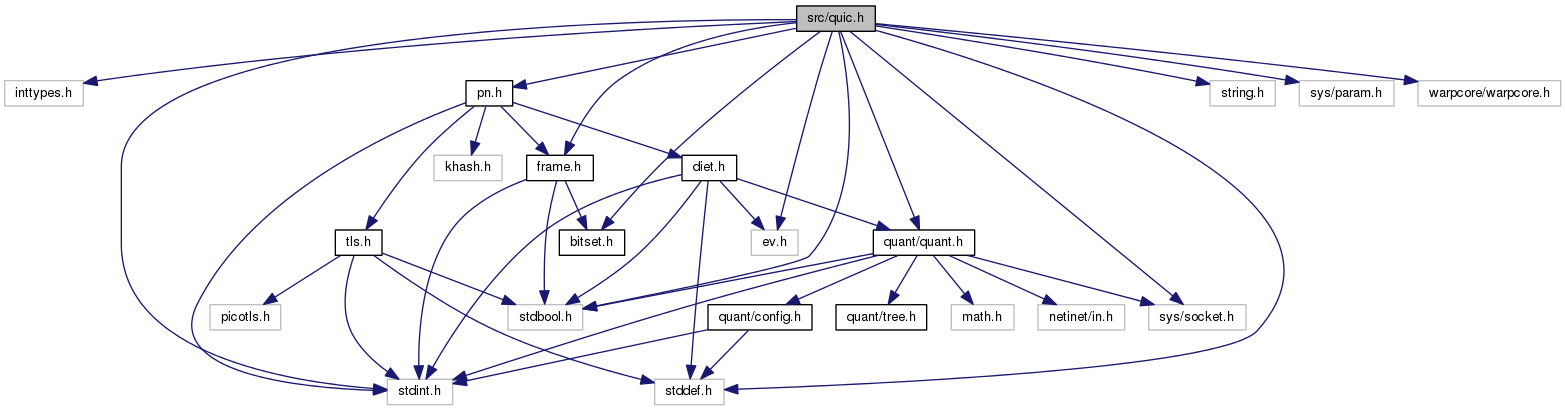 src/quic.h
inttypes.h
pn.h
string.h
sys/param.h
warpcore/warpcore.h
khash.h
frame.h
diet.h
tls.h
bitset.h
ev.h
quant/quant.h
picotls.h
stdbool.h
quant/config.h
quant/tree.h
math.h
netinet/in.h
sys/socket.h
stdint.h
stddef.h